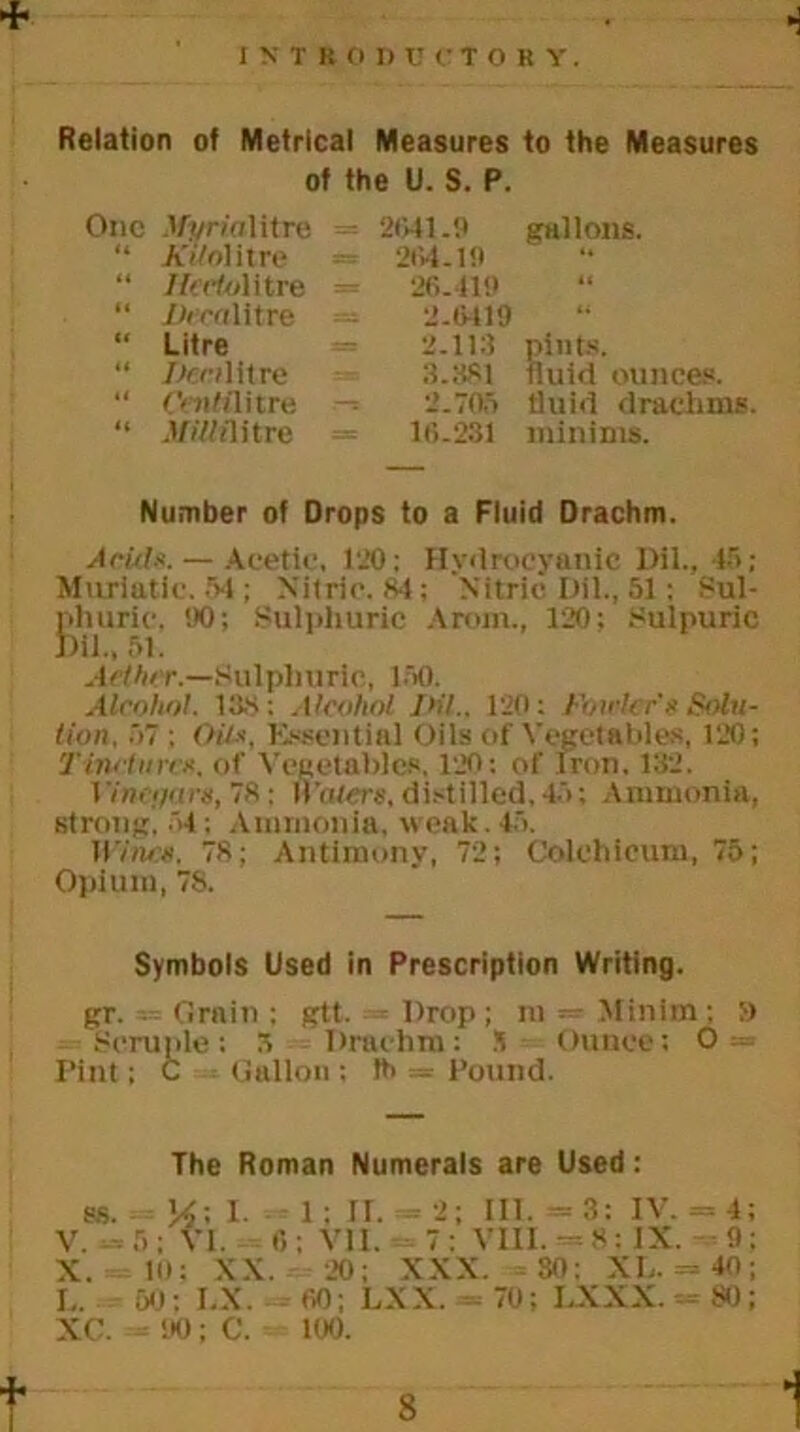 INTRODUCTORY.
Relation of Metrical Measures to the Measures
of the U. S. P.
One Myrialitre = 2641.9 gallons.
“ Kilolitre = 264.19 “
“ Hectolitre = 26.419 “
“ Decalitre = 2.6419 “
“ Litre = 2.113 pints.
“ Decilitre = 3.381 fluid ounces.
“ Centilitre = 2.705 fluid drachms.
“ Millilitre = 16.231 minims.
Number of Drops to a Fluid Drachm.
Acids. — Acetic, 120; Hydrocyanic Dil., 45;
Muriatic. 54; Nitric. 84; Nitric Dil., 51; Sul-
phuric, 90; Sulphuric Arom., 120; Sulpuric
Dil., 51.
Aether.—Sulphuric, 150.
Alcohol. 138; Alcohol Dil., 120; Fowler's Solu-
tion, 57; Oils, Essential Oils of Vegetables, 120;
Tinctures, of Vegetables, 120; of Iron, 132.
Vinegars, 78; Waters, distilled, 45; Ammonia,
strong, 54; Ammonia, weak. 45.
Wines. 78; Antimony, 72; Colchicum, 75;
Opium, 78.
Symbols Used in Prescription Writing.
gr. = Grain; gtt. = Drop; m = Minim; ℈
= Scruple; ʒ = Drachm; ℥ = Ounce; O =
Pint; C = Gallon; ℔ = Pound.
The Roman Numerals are Used:
ss. = ½; I. = 1; II. = 2; III. = 3; IV. = 4;
V. = 5; VI. = 6; VII. = 7; VIII. = 8; IX. = 9;
X. = 10; XX. = 20; XXX. = 30; XL. = 40;
L. = 50; LX. = 60; LXX. = 70; LXXX. = 80;
XC. = 90; C. = 100.
8